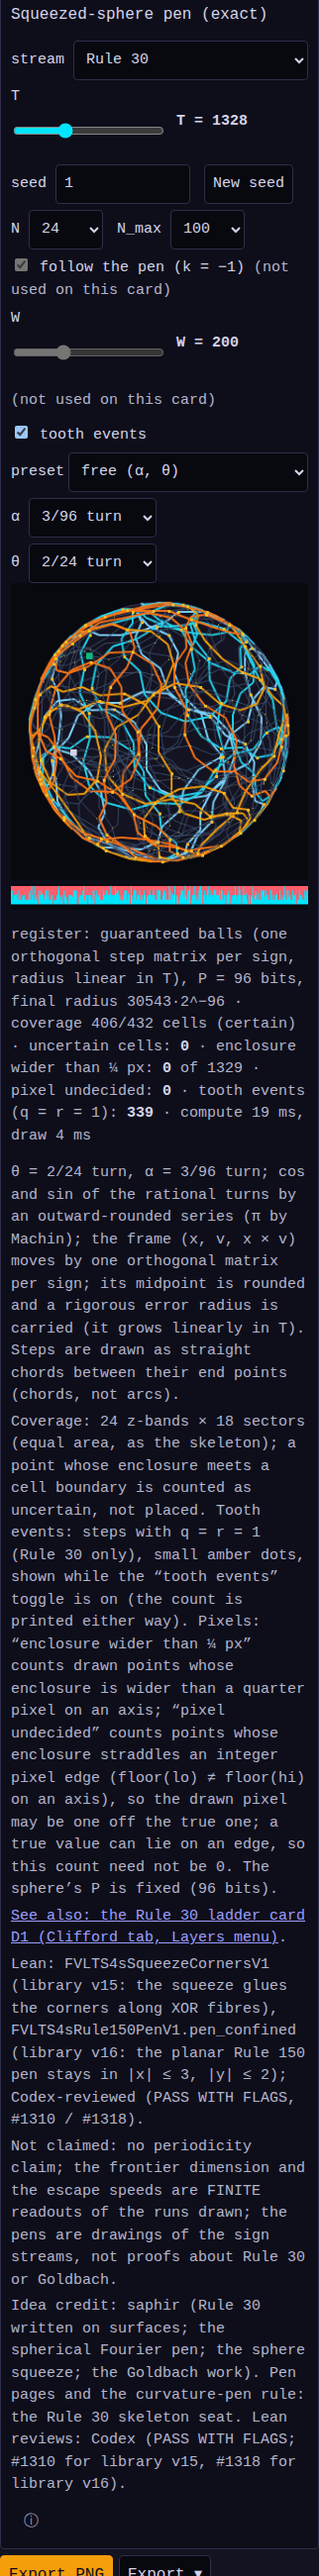 Squeezed-sphere pen (exact)
stream Rule 30
T
T = 1328
seed 1 New seed
N 24 N_max 100
follow the pen (k = −1) (not
used on this card)
W
W = 200
(not used on this card)
tooth events
preset free (α, θ)
α 3/96 turn
θ 2/24 turn
register: guaranteed balls (one
orthogonal step matrix per sign,
radius linear in T), P = 96 bits,
final radius 30543·2^−96 ·
coverage 406/432 cells (certain)
· uncertain cells: 0 · enclosure
wider than ¼ px: 0 of 1329 ·
pixel undecided: 0 · tooth events
(q = r = 1): 339 · compute 19 ms,
draw 4 ms
θ = 2/24 turn, α = 3/96 turn; cos
and sin of the rational turns by
an outward-rounded series (π by
Machin); the frame (x, v, x × v)
moves by one orthogonal matrix
per sign; its midpoint is rounded
and a rigorous error radius is
carried (it grows linearly in T).
Steps are drawn as straight
chords between their end points
(chords, not arcs).
Coverage: 24 z-bands × 18 sectors
(equal area, as the skeleton); a
point whose enclosure meets a
cell boundary is counted as
uncertain, not placed. Tooth
events: steps with q = r = 1
(Rule 30 only), small amber dots,
shown while the “tooth events”
toggle is on (the count is
printed either way). Pixels:
“enclosure wider than ¼ px”
counts drawn points whose
enclosure is wider than a quarter
pixel on an axis; “pixel
undecided” counts points whose
enclosure straddles an integer
pixel edge (floor(lo) ≠ floor(hi)
on an axis), so the drawn pixel
may be one off the true one; a
true value can lie on an edge, so
this count need not be 0. The
sphere’s P is fixed (96 bits).
See also: the Rule 30 ladder card
D1 (Clifford tab, Layers menu).
Lean: FVLTS4sSqueezeCornersV1
(library v15: the squeeze glues
the corners along XOR fibres),
FVLTS4sRule150PenV1.pen_confined
(library v16: the planar Rule 150
pen stays in |x| ≤ 3, |y| ≤ 2);
Codex-reviewed (PASS WITH FLAGS,
#1310 / #1318).
Not claimed: no periodicity
claim; the frontier dimension and
the escape speeds are FINITE
readouts of the runs drawn; the
pens are drawings of the sign
streams, not proofs about Rule 30
or Goldbach.
Idea credit: saphir (Rule 30
written on surfaces; the
spherical Fourier pen; the sphere
squeeze; the Goldbach work). Pen
pages and the curvature-pen rule:
the Rule 30 skeleton seat. Lean
reviews: Codex (PASS WITH FLAGS;
#1310 for library v15, #1318 for
library v16).
ⓘ
Export PNG Export ▾